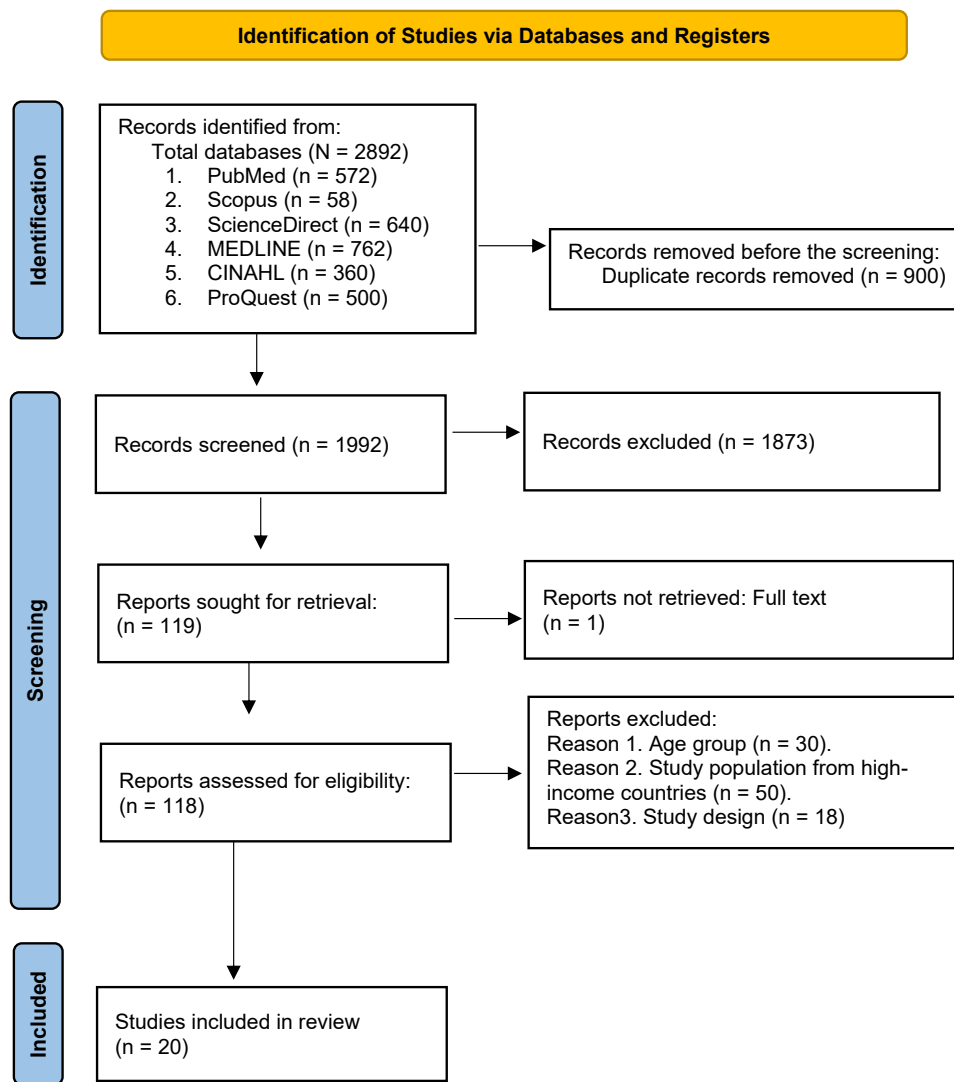 Identification of Studies via Databases and Registers
Identification
Records identified from:
Total databases (N = 2892)
1. PubMed (n = 572)
2. Scopus (n = 58)
3. ScienceDirect (n = 640)
4. MEDLINE (n = 762)
5. CINAHL (n = 360)
6. ProQuest (n = 500)
Records removed before the screening:
Duplicate records removed (n = 900)
Screening
Records screened (n = 1992)
Records excluded (n = 1873)
Reports sought for retrieval:
(n = 119)
Reports not retrieved: Full text
(n = 1)
Reports assessed for eligibility:
(n = 118)
Reports excluded:
Reason 1. Age group (n = 30).
Reason 2. Study population from high-
income countries (n = 50).
Reason3. Study design (n = 18)
Included
Studies included in review
(n = 20)